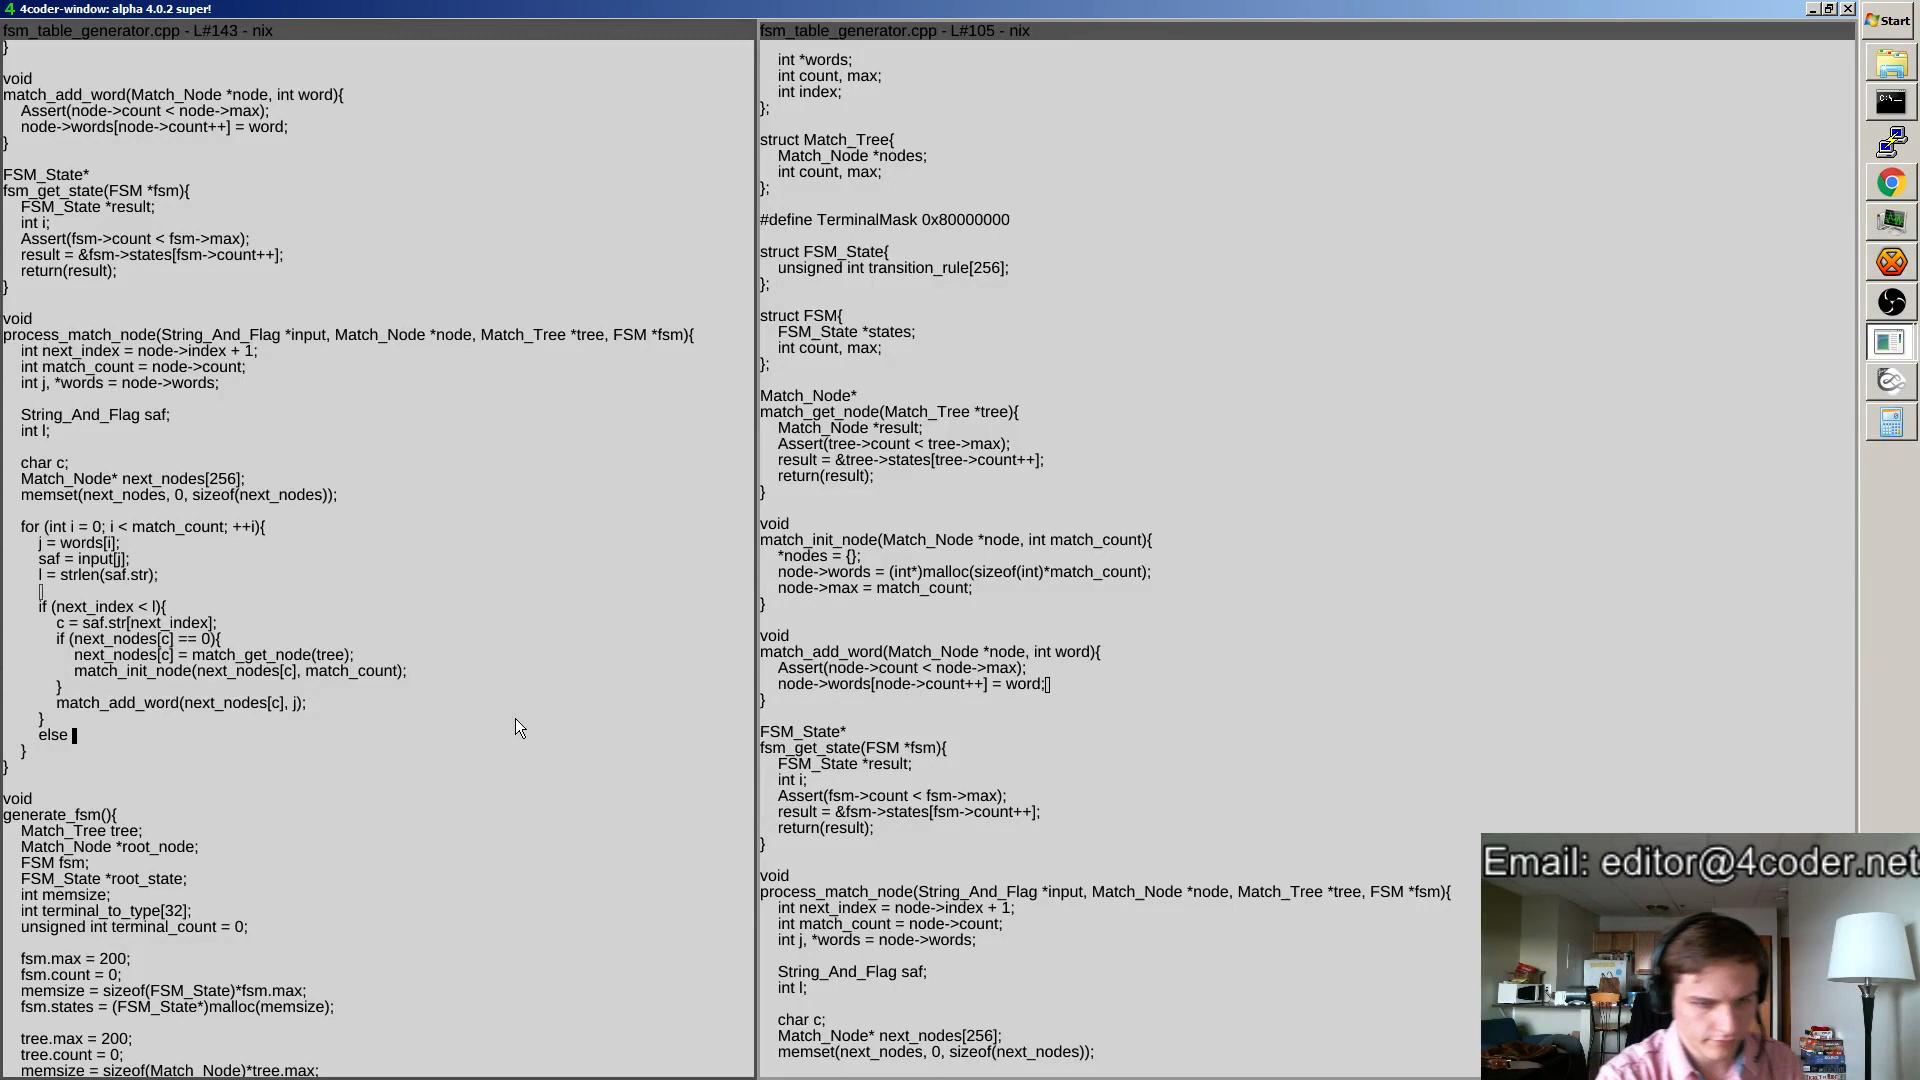 4coder-window: alpha 4.0.2 super!
fsm_table_generator.cpp - L#143 - nix
}
void
match_add_word(Match_Node *node, int word){
Assert(node->count < node->max);
node->words[node->count++] = word;
}
FSM_State*
fsm_get_state(FSM *fsm){
FSM_State *result;
int i;
Assert(fsm->count < fsm->max);
result = &fsm->states[fsm->count++];
return(result);
}
void
process_match_node(String_And_Flag *input, Match_Node *node, Match_Tree *tree, FSM *fsm){
int next_index = node->index + 1;
int match_count = node->count;
int j, *words = node->words;
String_And_Flag saf;
int l;
char c;
Match_Node* next_nodes[256];
memset(next_nodes, 0, sizeof(next_nodes));
for (int i = 0; i < match_count; ++i){
j = words[i];
saf = input[j];
l = strlen(saf.str);
if (next_index < l){
c = saf.str[next_index];
if (next_nodes[c] == 0){
next_nodes[c] = match_get_node(tree);
match_init_node(next_nodes[c], match_count);
}
match_add_word(next_nodes[c], j);
}
else
}
}
void
generate_fsm(){
Match_Tree tree;
Match_Node *root_node;
FSM fsm;
FSM_State *root_state;
int memsize;
int terminal_to_type[32];
unsigned int terminal_count = 0;
fsm.max = 200;
fsm.count = 0;
memsize = sizeof(FSM_State)*fsm.max;
fsm.states = (FSM_State*)malloc(memsize);
tree.max = 200;
tree.count = 0;
memsize = sizeof(Match_Node)*tree.max;
fsm_table_generator.cpp - L#105 - nix
int *words;
int count, max;
int index;
};
struct Match_Tree{
Match_Node *nodes;
int count, max;
};
#define TerminalMask 0x80000000
struct FSM_State{
unsigned int transition_rule[256];
};
struct FSM{
FSM_State *states;
int count, max;
};
Match_Node*
match_get_node(Match_Tree *tree){
Match_Node *result;
Assert(tree->count < tree->max);
result = &tree->states[tree->count++];
return(result);
}
void
match_init_node(Match_Node *node, int match_count){
*nodes = {};
node->words = (int*)malloc(sizeof(int)*match_count);
node->max = match_count;
}
void
match_add_word(Match_Node *node, int word){
Assert(node->count < node->max);
node->words[node->count++] = word;
}
FSM_State*
fsm_get_state(FSM *fsm){
FSM_State *result;
int i;
Assert(fsm->count < fsm->max);
result = &fsm->states[fsm->count++];
return(result);
}
void
process_match_node(String_And_Flag *input, Match_Node *node, Match_Tree *tree, FSM *fsm){
int next_index = node->index + 1;
int match_count = node->count;
int j, *words = node->words;
String_And_Flag saf;
int l;
char c;
Match_Node* next_nodes[256];
memset(next_nodes, 0, sizeof(next_nodes));
Start
C:\
Email: editor@4coder.net